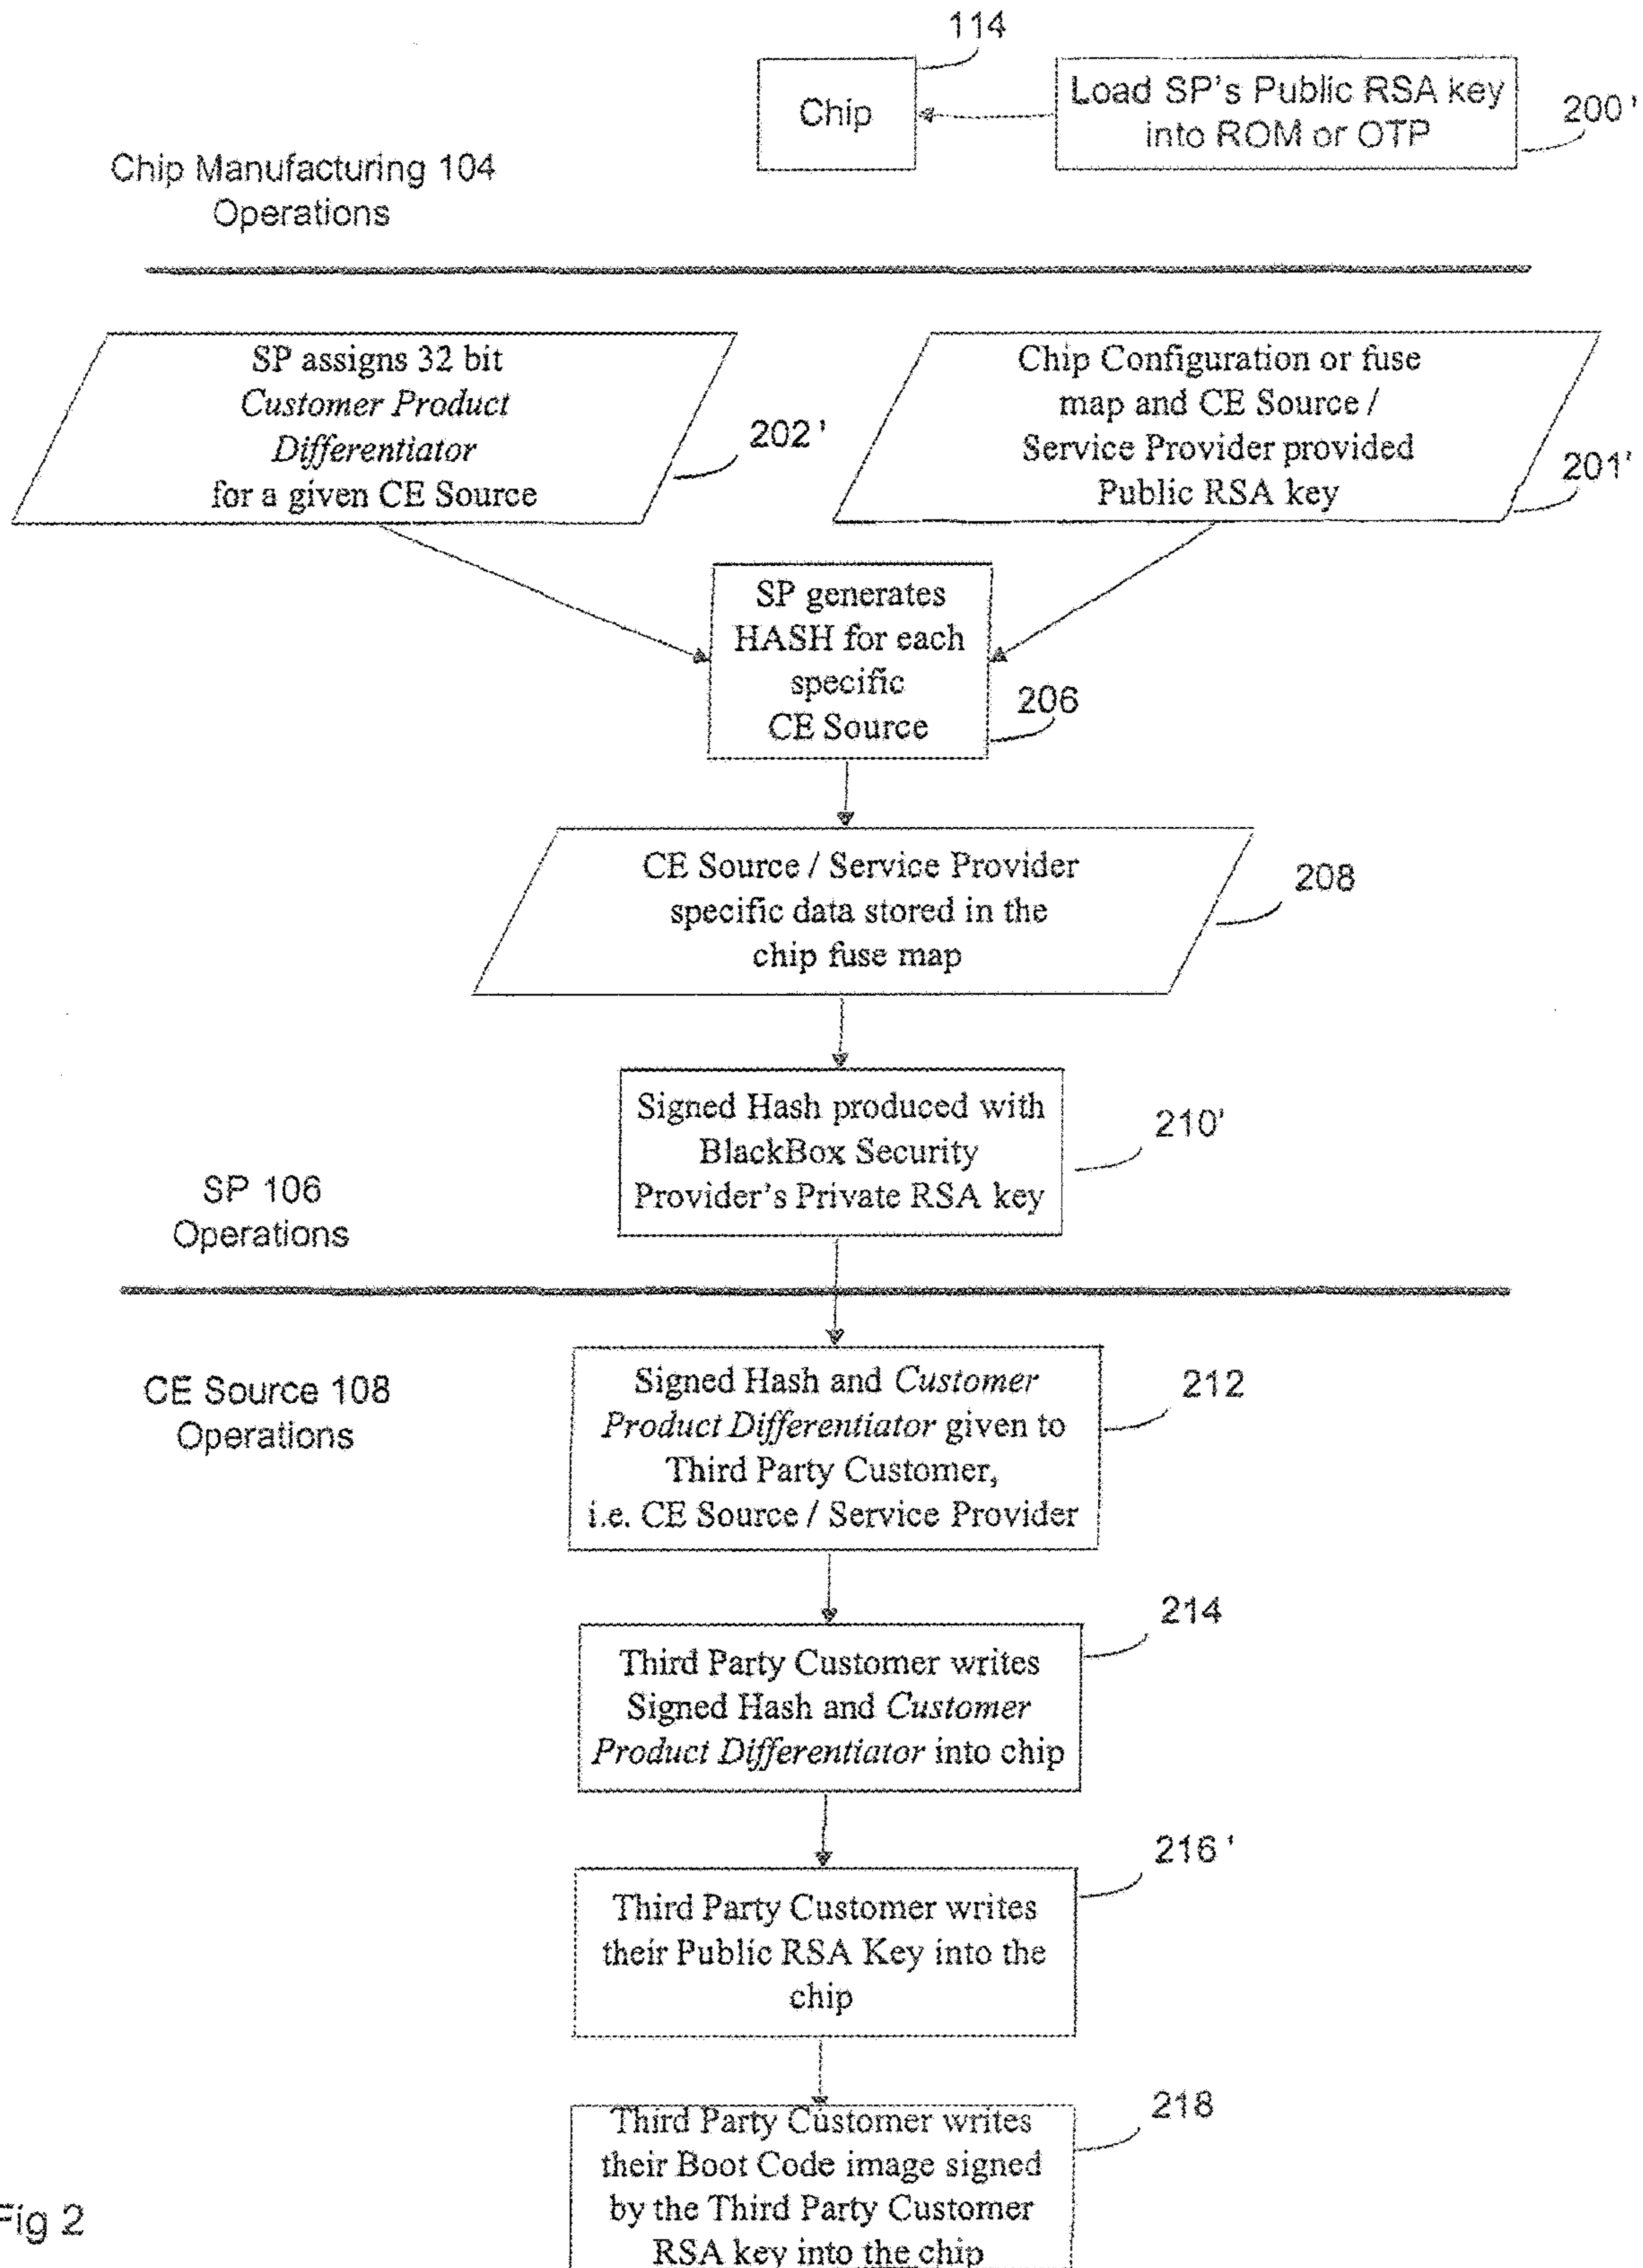 114
Chip
Load SP's Public RSA key
into ROM or OTP
200'
Chip Manufacturing 104
Operations
SP assigns 32 bit
Customer Product
Differentiator
for a given CE Source
202'
Chip Configuration or fuse
map and CE Source /
Service Provider provided
Public RSA key
201'
SP generates
HASH for each
specific
CE Source
206
CE Source / Service Provider
specific data stored in the
chip fuse map
208
Signed Hash produced with
BlackBox Security
Provider's Private RSA key
210'
SP 106
Operations
CE Source 108
Operations
Signed Hash and Customer
Product Differentiator given to
Third Party Customer,
i.e. CE Source / Service Provider
212
Third Party Customer writes
Signed Hash and Customer
Product Differentiator into chip
214
Third Party Customer writes
their Public RSA Key into the
chip
216'
Third Party Customer writes
their Boot Code image signed
by the Third Party Customer
RSA key into the chip
218
Fig 2